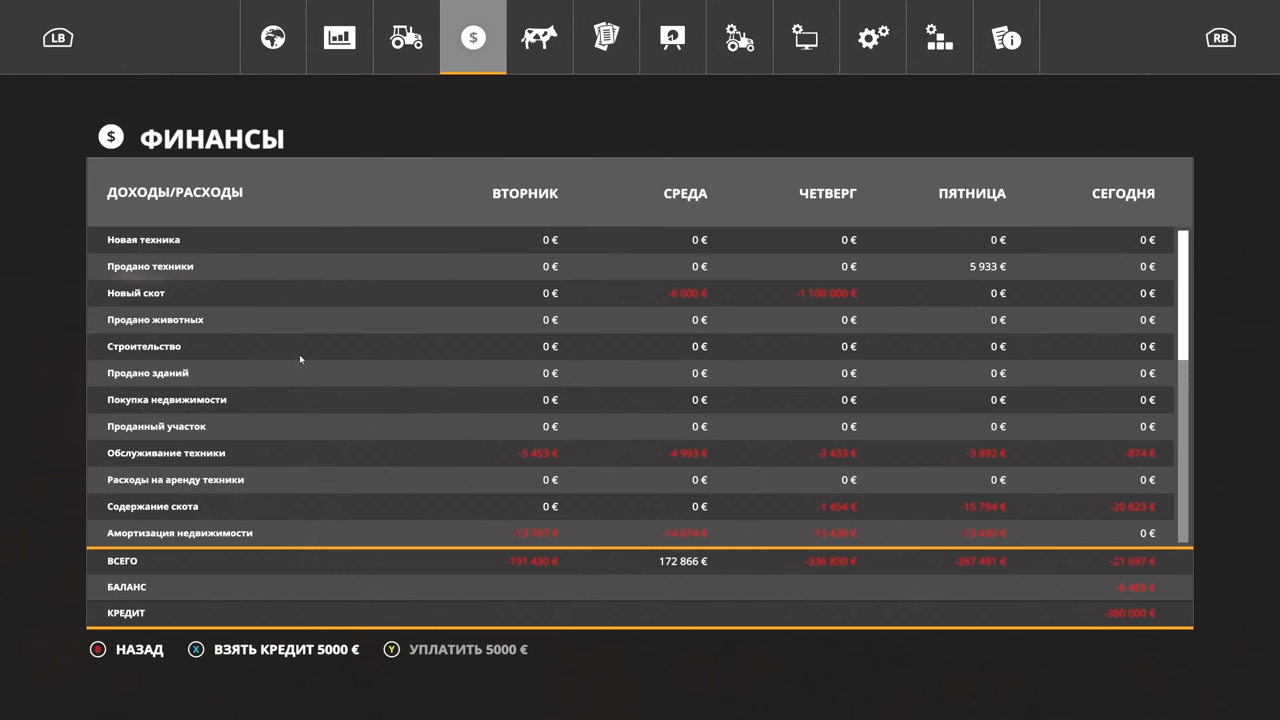 LB
RB
$ ФИНАНСЫ
ДОХОДЫ/РАСХОДЫ ВТОРНИК СРЕДА ЧЕТВЕРГ ПЯТНИЦА СЕГОДНЯ
Новая техника 0 € 0 € 0 € 0 € 0 €
Продано техники 0 € 0 € 0 € 5 933 € 0 €
Новый скот 0 € -6 000 € -1 100 000 € 0 € 0 €
Продано животных 0 € 0 € 0 € 0 € 0 €
Строительство 0 € 0 € 0 € 0 € 0 €
Продано зданий 0 € 0 € 0 € 0 € 0 €
Покупка недвижимости 0 € 0 € 0 € 0 € 0 €
Проданный участок 0 € 0 € 0 € 0 € 0 €
Обслуживание техники -5 453 € -4 993 € -3 433 € -3 892 € -874 €
Расходы на аренду техники 0 € 0 € 0 € 0 € 0 €
Содержание скота 0 € 0 € -1 454 € -15 794 € -20 823 €
Амортизация недвижимости -13 767 € -14 674 € -13 430 € -13 430 € 0 €
ВСЕГО -191 430 € 172 866 € -336 830 € -267 491 € -21 697 €
БАЛАНС -6 465 €
КРЕДИТ -380 000 €
B НАЗАД X ВЗЯТЬ КРЕДИТ 5000 € Y УПЛАТИТЬ 5000 €